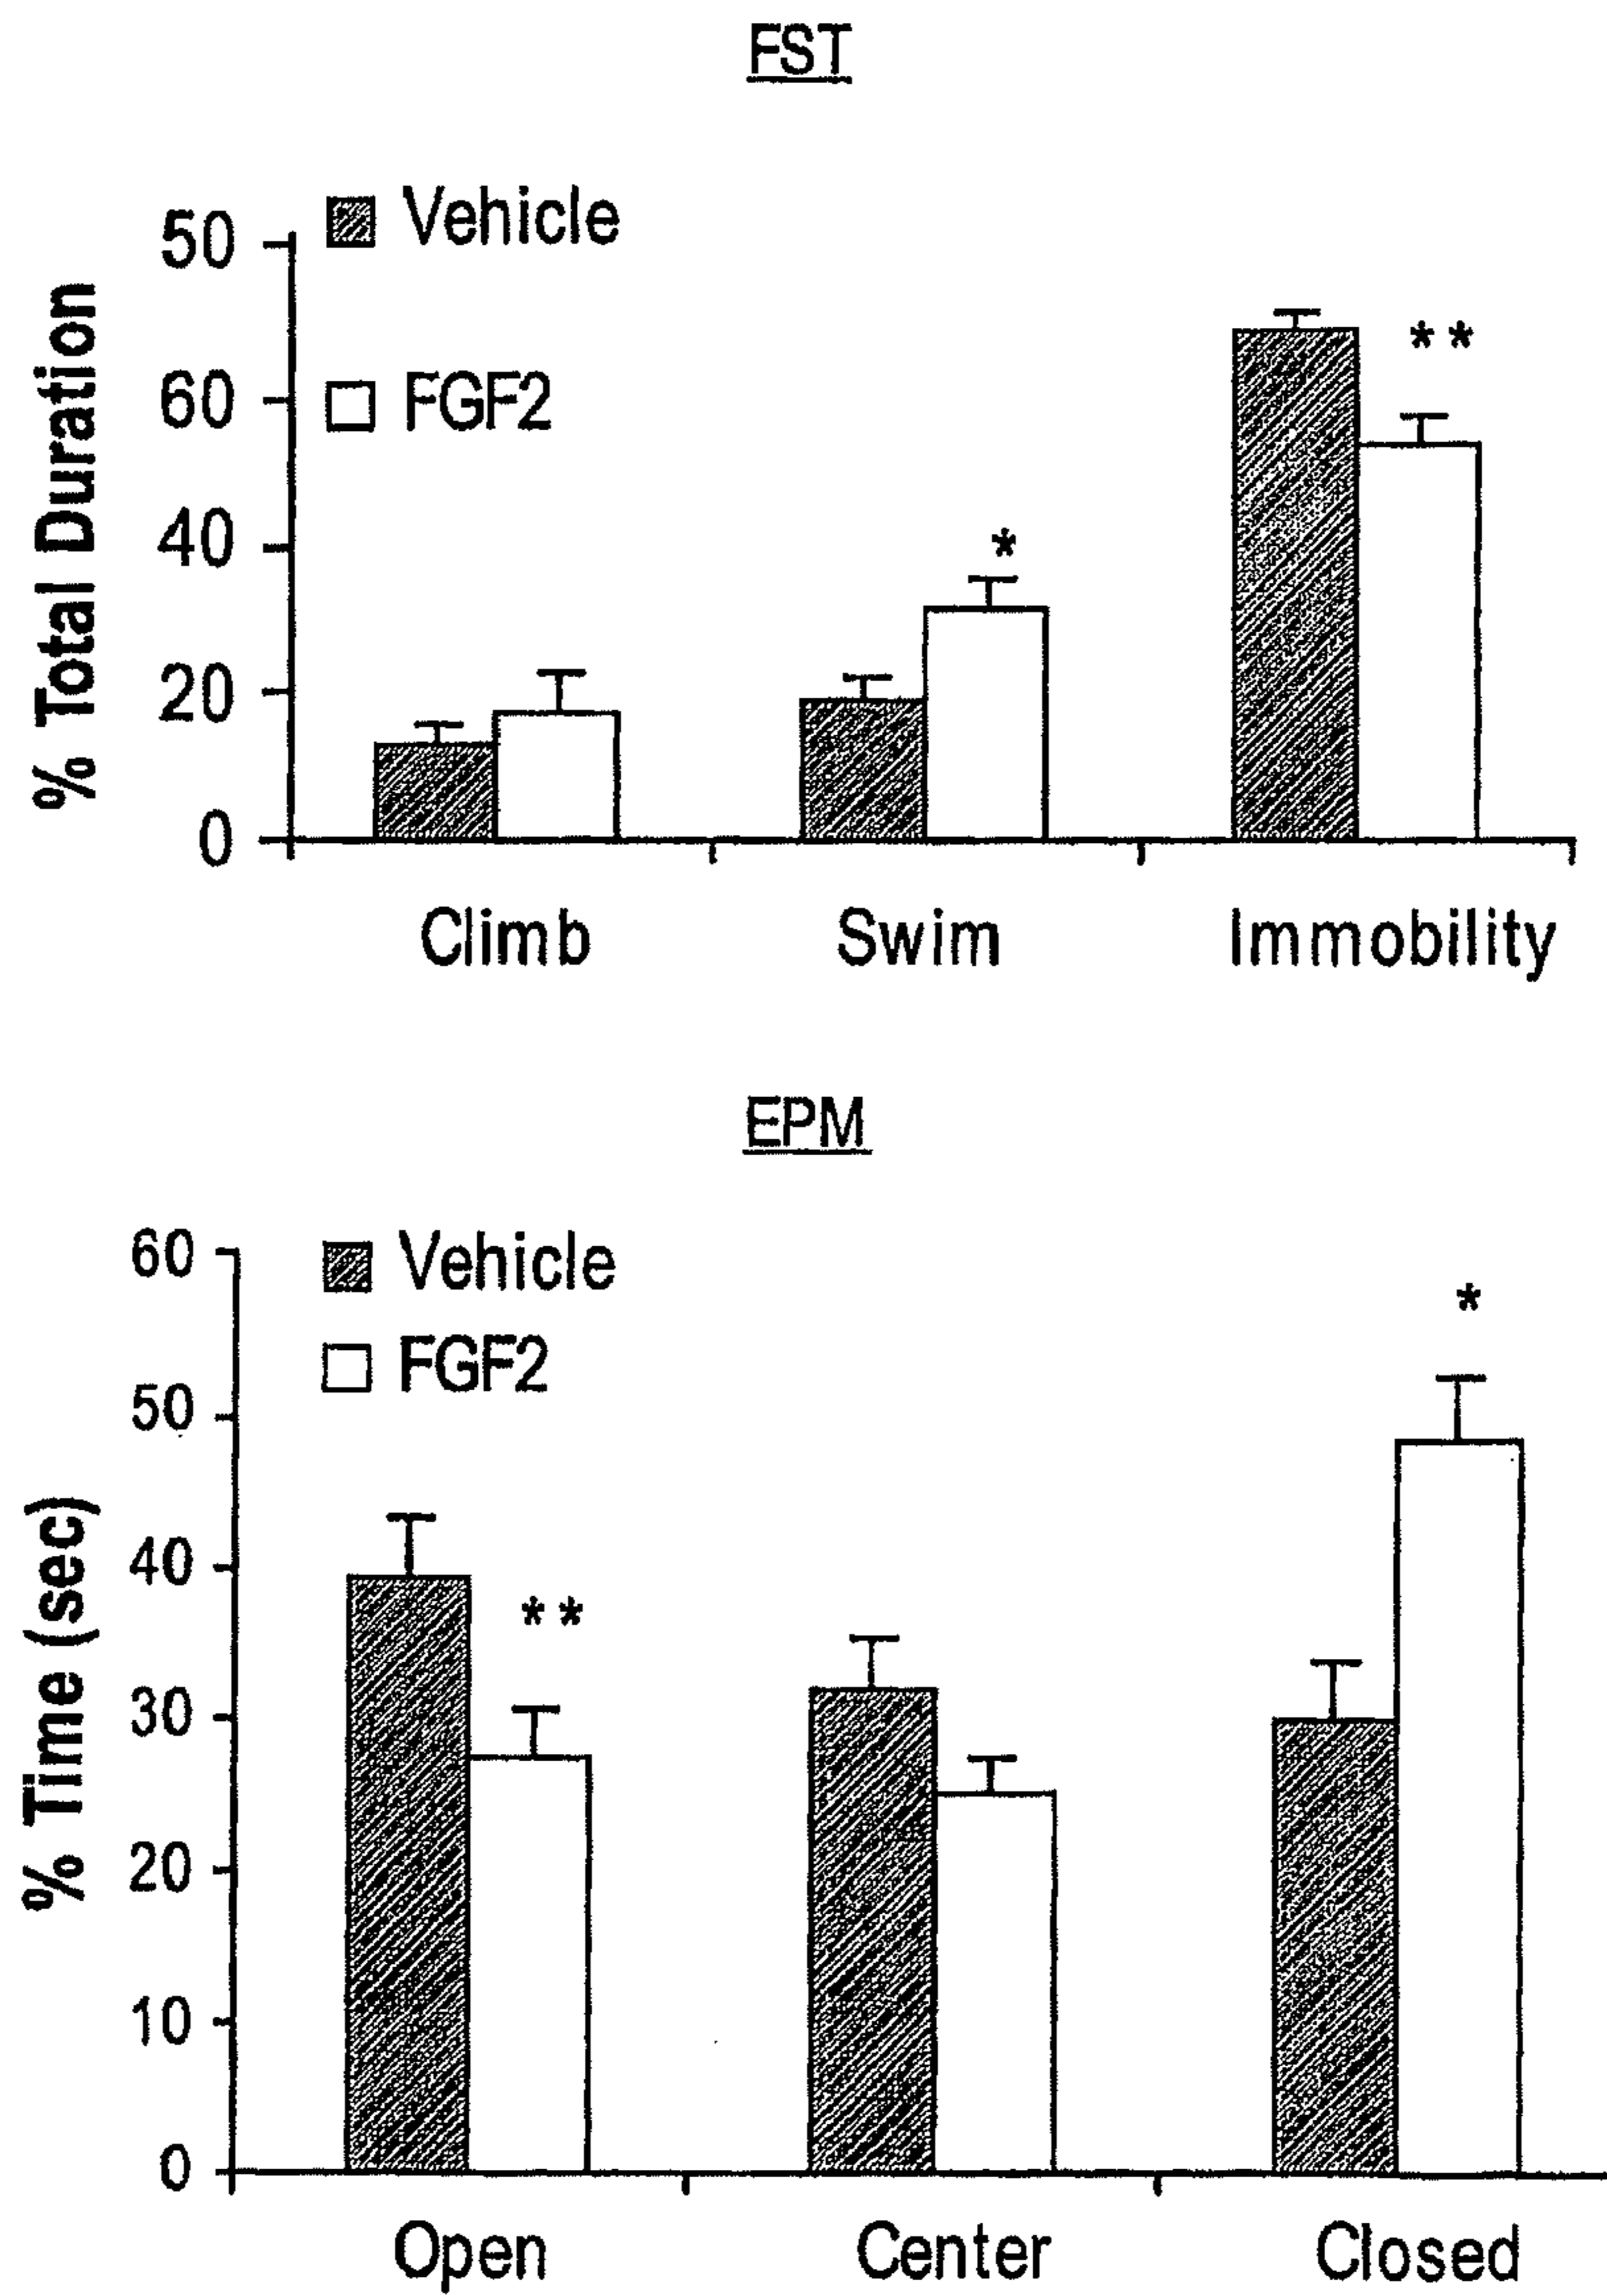 FST
Vehicle
FGF2
% Total Duration
50
60
40
20
0
*
**
Climb Swim Immobility
EPM
Vehicle
FGF2
% Time (sec)
60
50
40
30
20
10
0
**
*
Open Center Closed